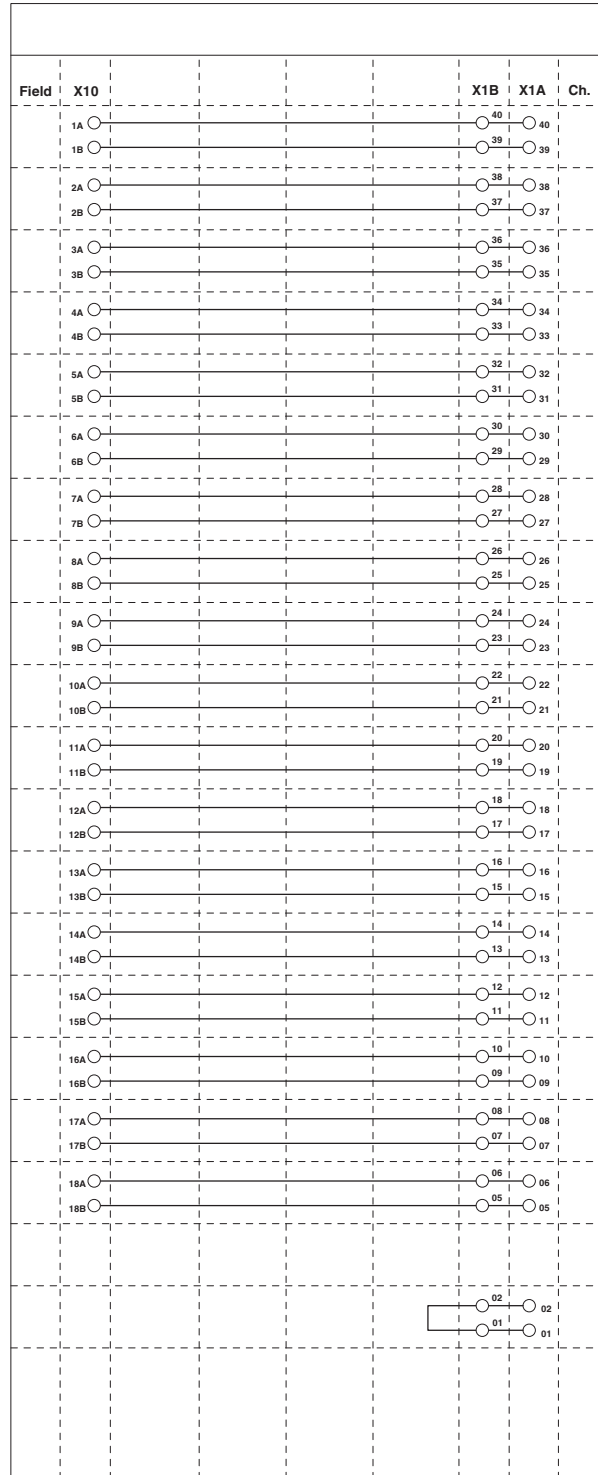 Field X10 X1B X1A Ch.
1A 40 40
1B 39 39
2A 38 38
2B 37 37
3A 36 36
3B 35 35
4A 34 34
4B 33 33
5A 32 32
5B 31 31
6A 30 30
6B 29 29
7A 28 28
7B 27 27
8A 26 26
8B 25 25
9A 24 24
9B 23 23
10A 22 22
10B 21 21
11A 20 20
11B 19 19
12A 18 18
12B 17 17
13A 16 16
13B 15 15
14A 14 14
14B 13 13
15A 12 12
15B 11 11
16A 10 10
16B 09 09
17A 08 08
17B 07 07
18A 06 06
18B 05 05
02 02
01 01